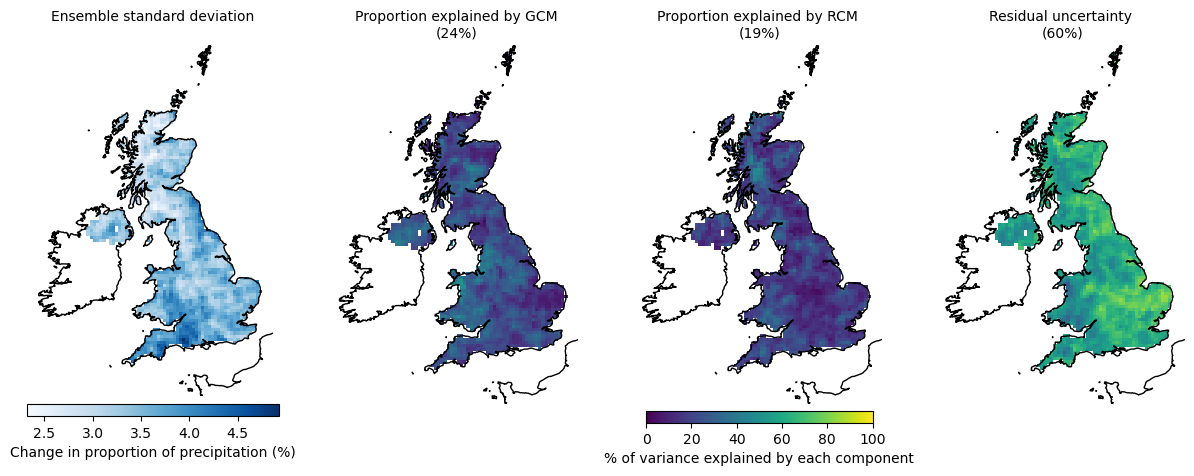 Ensemble standard deviation
Proportion explained by GCM
(24%)
Proportion explained by RCM
(19%)
Residual uncertainty
(60%)
2.5 3.0 3.5 4.0 4.5
Change in proportion of precipitation (%)
0 20 40 60 80 100
% of variance explained by each component